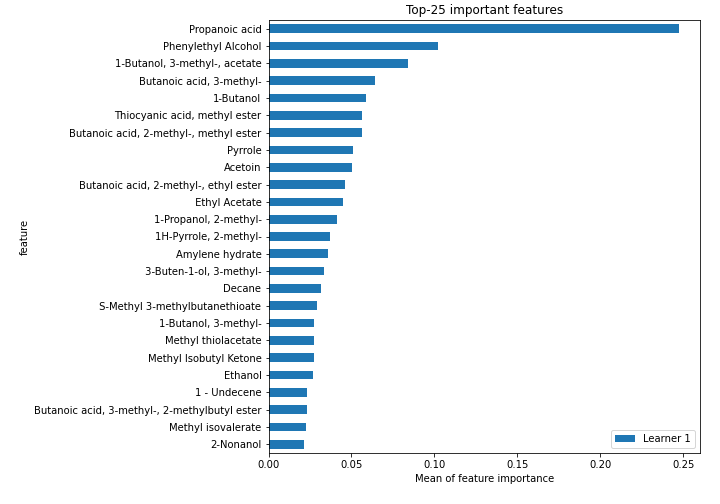 Top-25 important features
Propanoic acid
Phenylethyl Alcohol
1-Butanol, 3-methyl-, acetate
Butanoic acid, 3-methyl-
1-Butanol
Thiocyanic acid, methyl ester
Butanoic acid, 2-methyl-, methyl ester
Pyrrole
Acetoin
Butanoic acid, 2-methyl-, ethyl ester
Ethyl Acetate
1-Propanol, 2-methyl-
1H-Pyrrole, 2-methyl-
Amylene hydrate
3-Buten-1-ol, 3-methyl-
Decane
S-Methyl 3-methylbutanethioate
1-Butanol, 3-methyl-
Methyl thiolacetate
Methyl Isobutyl Ketone
Ethanol
1 - Undecene
Butanoic acid, 3-methyl-, 2-methylbutyl ester
Methyl isovalerate
2-Nonanol
feature
Learner 1
0.00 0.05 0.10 0.15 0.20 0.25
Mean of feature importance